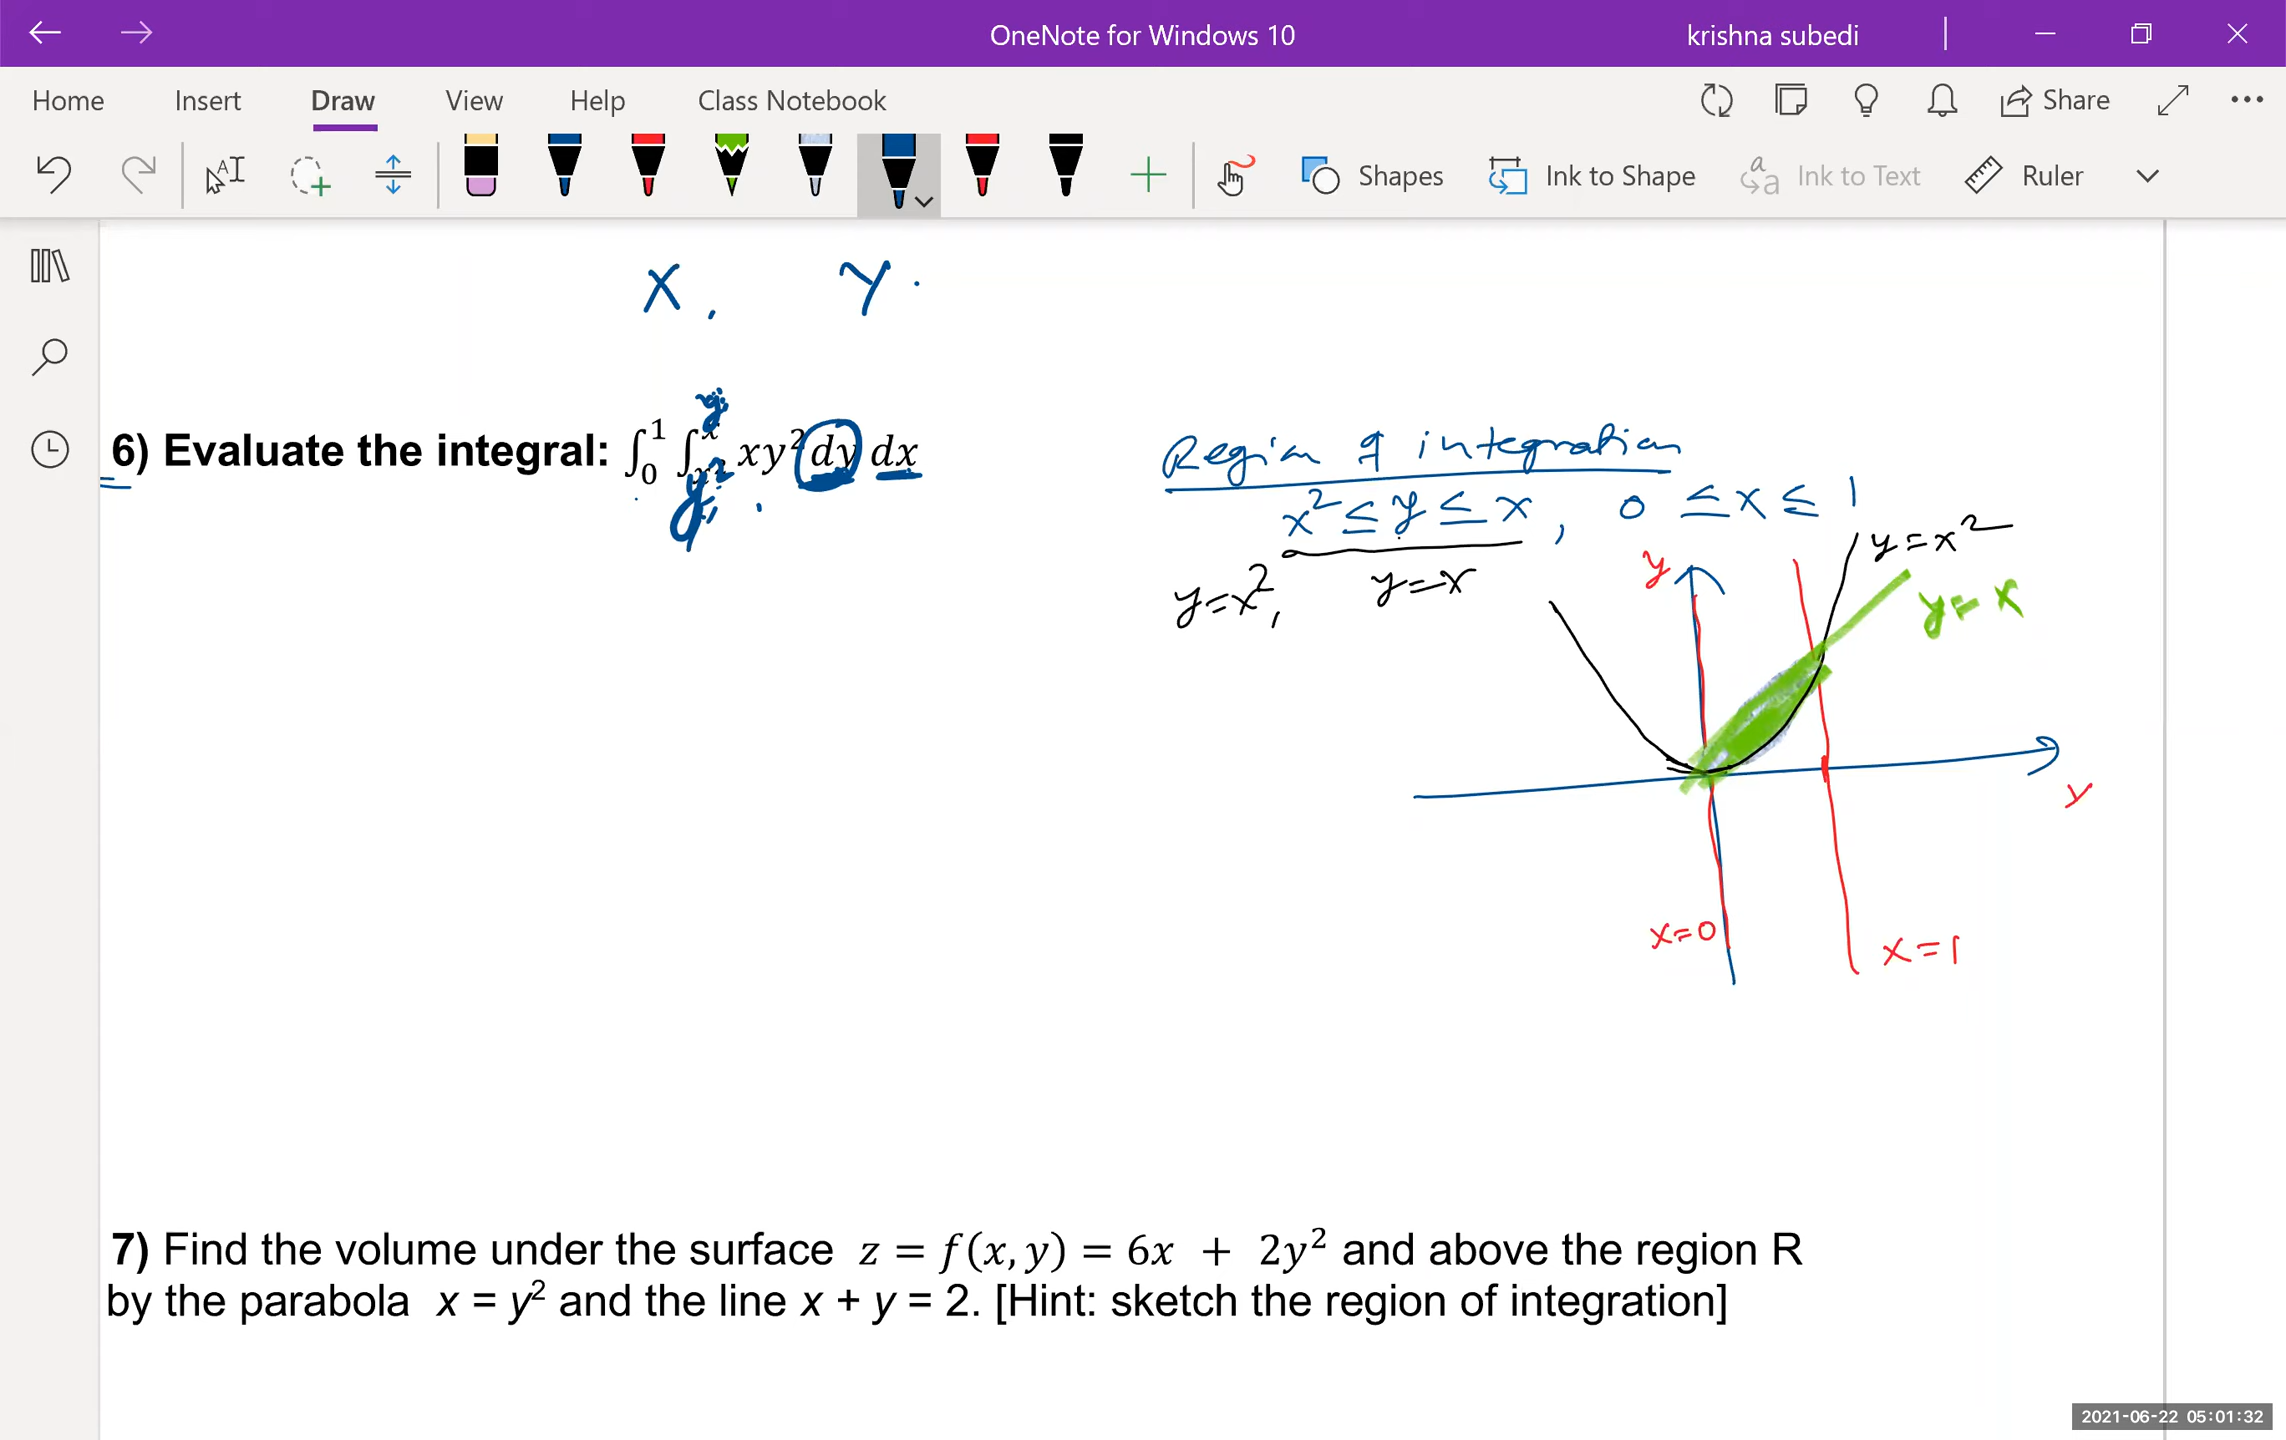 OneNote for Windows 10
krishna subedi
Home Insert Draw View Help Class Notebook Share
Shapes Ink to Shape Ink to Text Ruler
X, Y.
6) Evaluate the integral: ∫₀¹ ∫ₓ²ˣ xy² dy dx
y
y
Region of integration
x² ≤ y ≤ x, 0 ≤ x ≤ 1
y=x², y=x
y
y=x²
y=x
y
x=0
x=1
7) Find the volume under the surface z = f(x, y) = 6x + 2y² and above the region R
by the parabola x = y² and the line x + y = 2. [Hint: sketch the region of integration]
2021-06-22 05:01:32